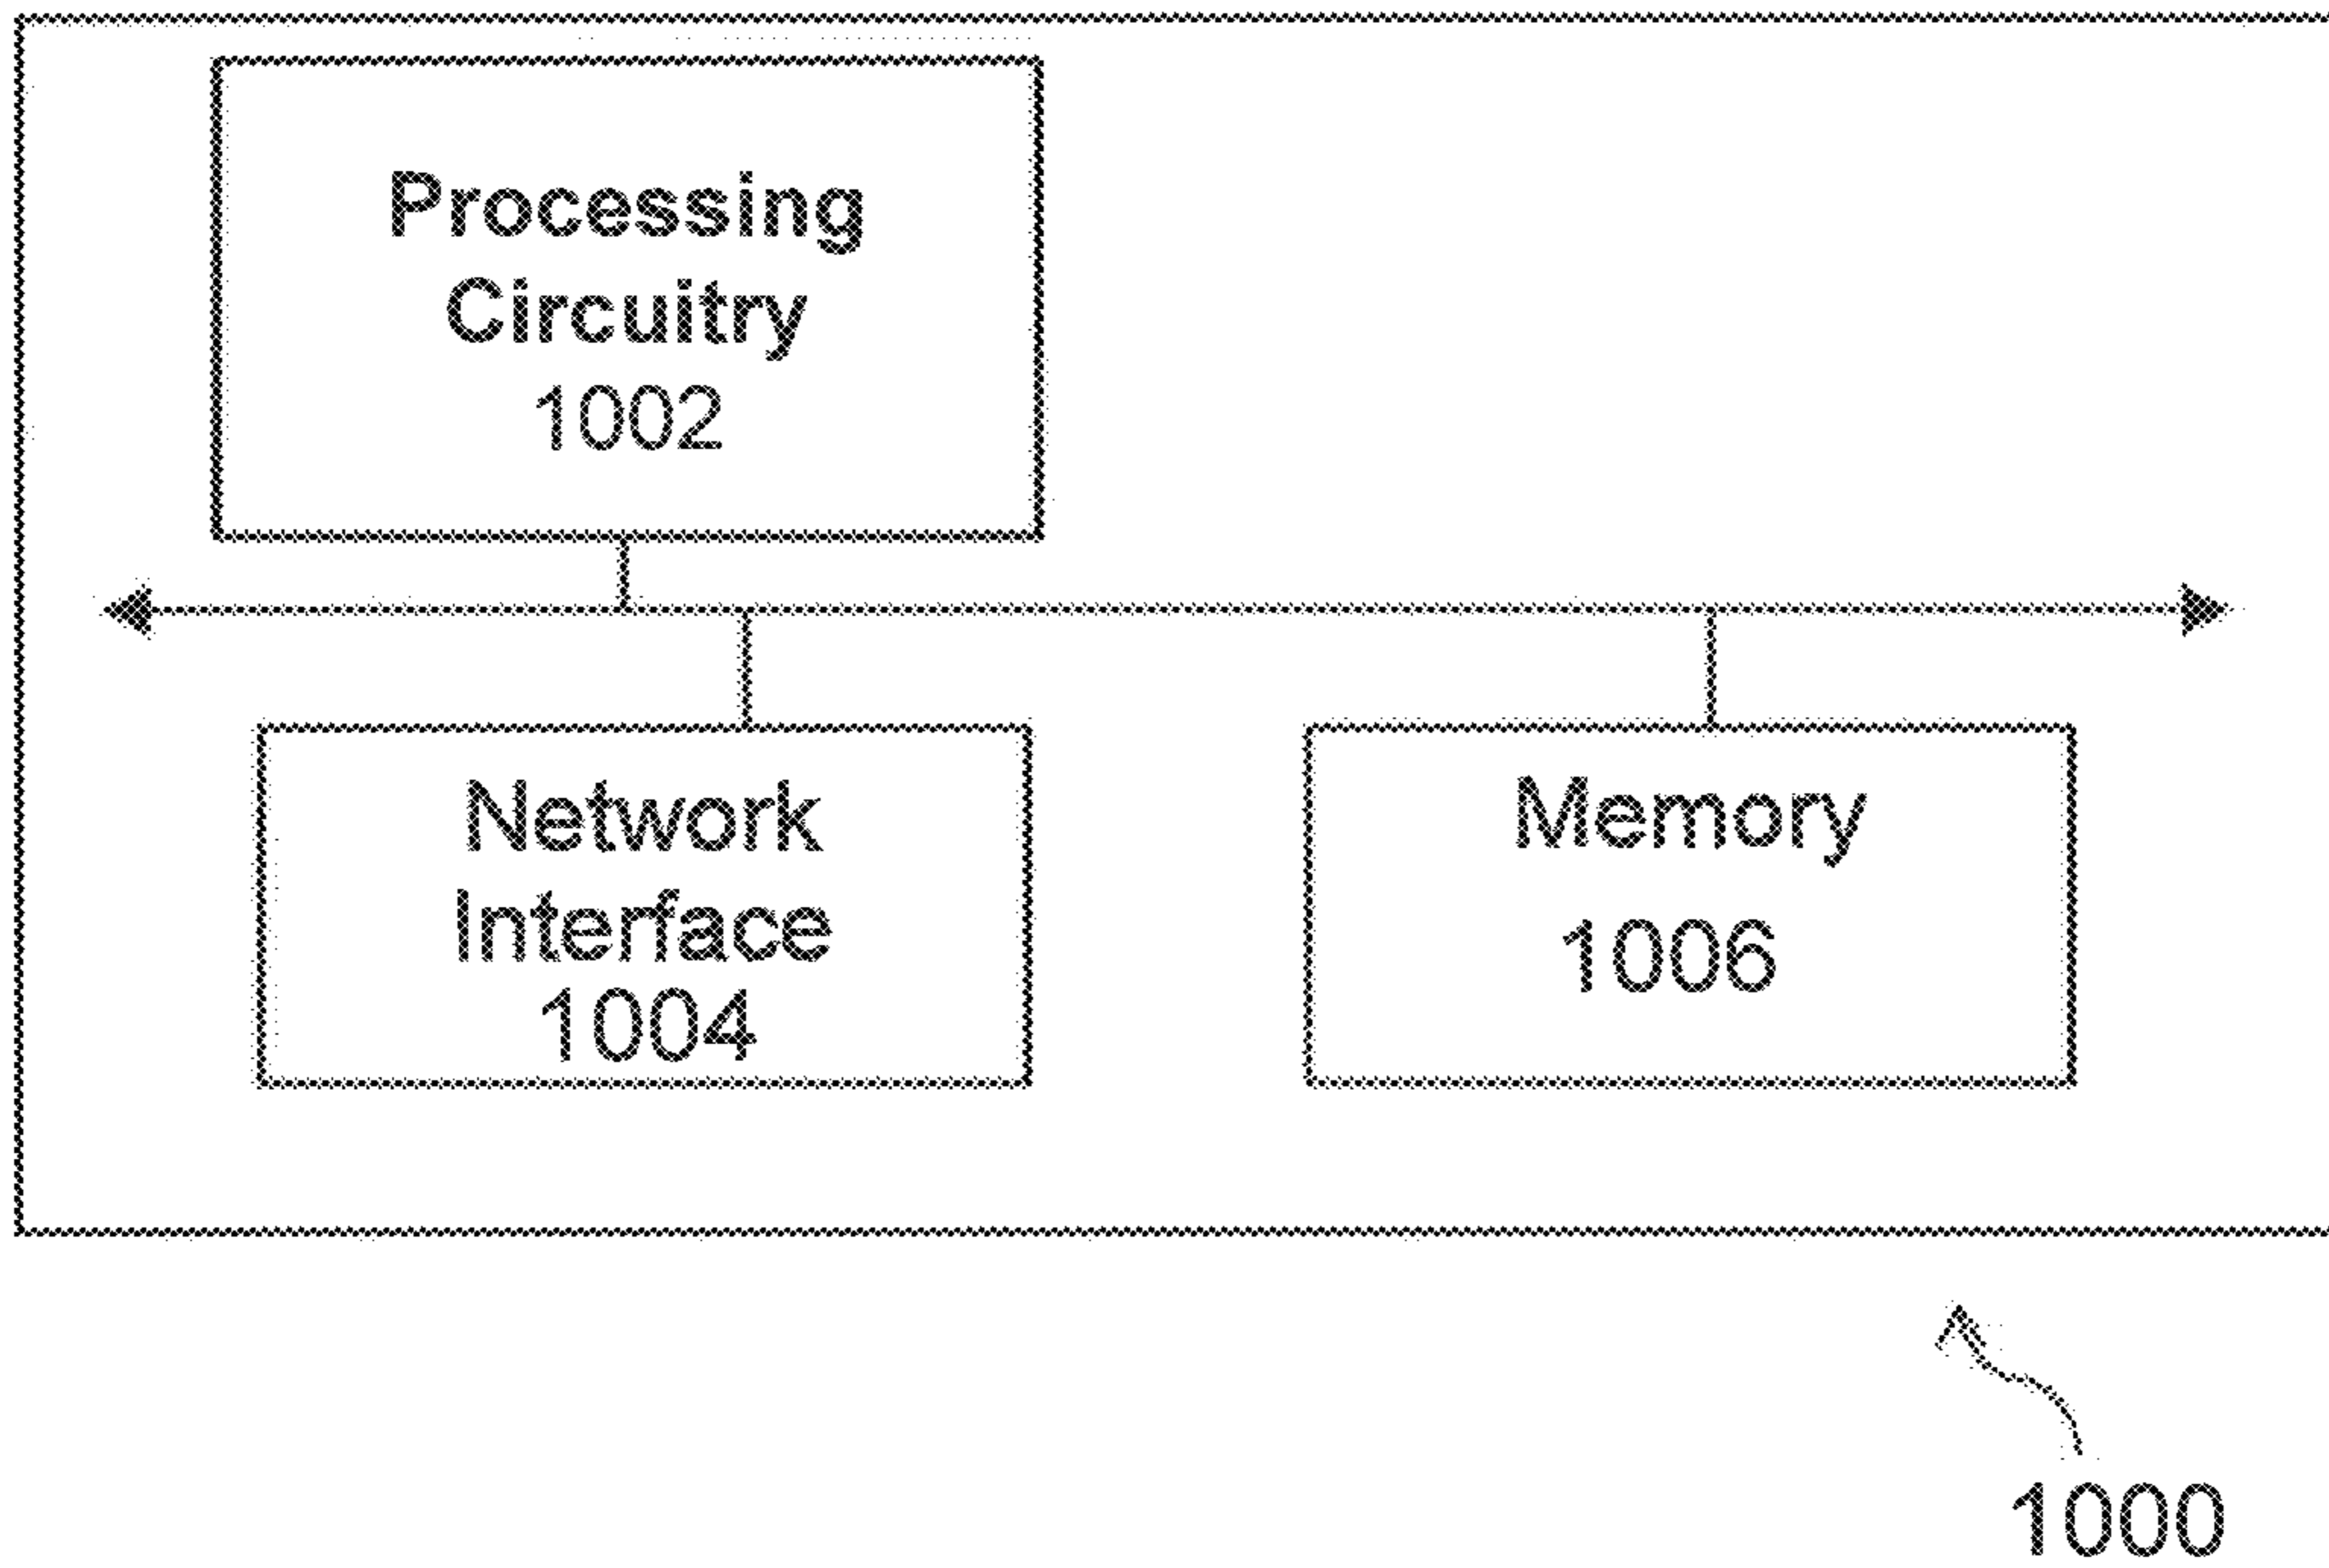 Processing
Circuitry
1002
Network
Interface
1004
Memory
1006
1000